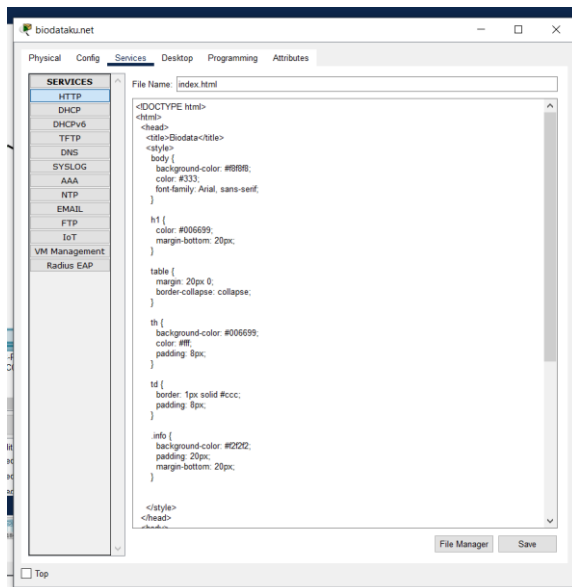 biodataku.net
Physical Config Services Desktop Programming Attributes
SERVICES
HTTP
DHCP
DHCPv6
TFTP
DNS
SYSLOG
AAA
NTP
EMAIL
FTP
IoT
VM Management
Radius EAP
File Name: index.html
<!DOCTYPE html>
<html>
<head>
<title>Biodata</title>
<style>
body {
background-color: #f8f8f8;
color: #333;
font-family: Arial, sans-serif;
}
h1 {
color: #006699;
margin-bottom: 20px;
}
table {
margin: 20px 0;
border-collapse: collapse;
}
th {
background-color: #006699;
color: #fff;
padding: 8px;
}
td {
border: 1px solid #ccc;
padding: 8px;
}
.info {
background-color: #f2f2f2;
padding: 20px;
margin-bottom: 20px;
}
</style>
</head>
File Manager Save
Top